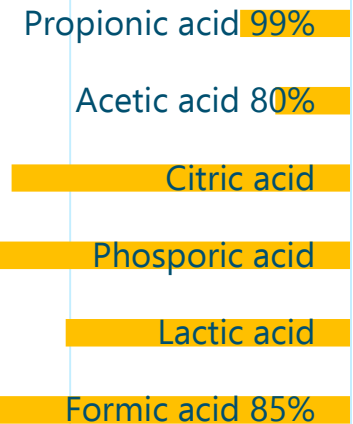 Propionic acid 99%
Acetic acid 80%
Citric acid
Phosporic acid
Lactic acid
Formic acid 85%